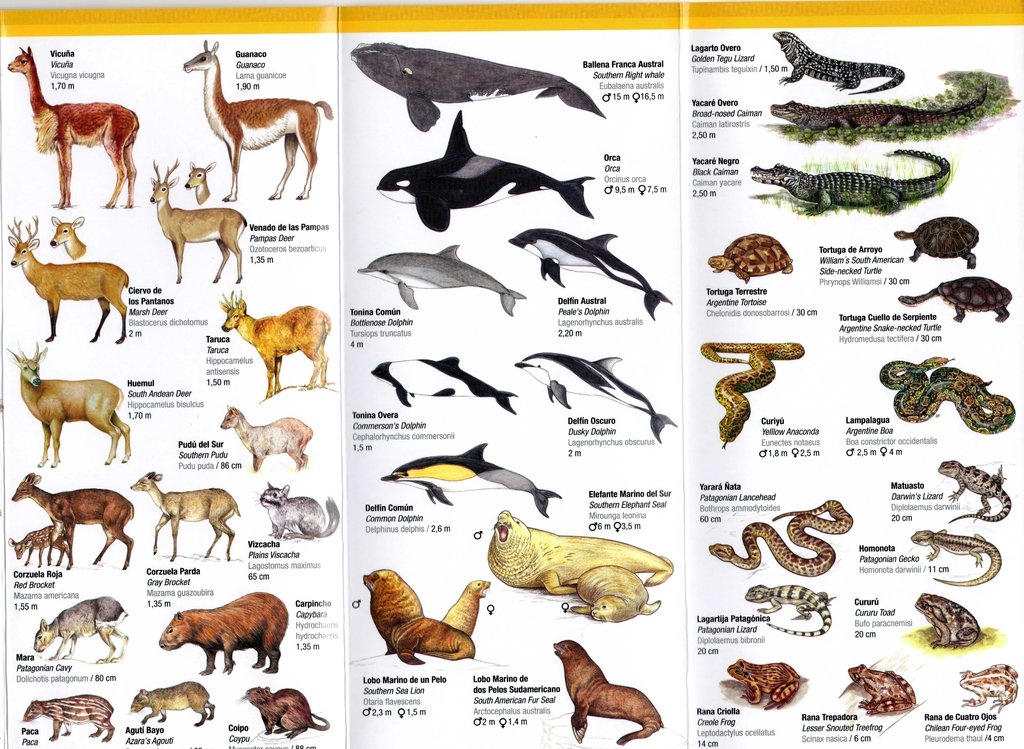 Vicuña
Vicuña
Vicugna vicugna
1,70 m
Guanaco
Guanaco
Lama guanicoe
1,90 m
Venado de las Pampas
Pampas Deer
Ozotoceros bezoarticus
1,35 m
Ciervo de
los Pantanos
Marsh Deer
Blastocerus dichotomus
2 m
Taruca
Taruca
Hippocamelus
antisensis
1,50 m
Huemul
South Andean Deer
Hippocamelus bisulcus
1,70 m
Pudú del Sur
Southern Pudu
Pudu puda / 86 cm
Vizcacha
Plains Viscacha
Lagostomus maximus
65 cm
Corzuela Roja
Red Brocket
Mazama americana
1,55 m
Corzuela Parda
Gray Brocket
Mazama guazoubira
1,35 m
Carpincho
Capybara
Hydrochaeris
hydrochaeris
1,35 m
Mara
Patagonian Cavy
Dolichotis patagonum / 80 cm
Paca
Paca
Agutí Bayo
Azara's Agouti
Coipo
Coypu
Myocastor coypus / 88 cm
Ballena Franca Austral
Southern Right whale
Eubalaena australis
♂ 15 m ♀ 16,5 m
Orca
Orca
Orcinus orca
♂ 9,5 m ♀ 7,5 m
Tonina Común
Bottlenose Dolphin
Tursiops truncatus
4 m
Delfín Austral
Peale's Dolphin
Lagenorhynchus australis
2,20 m
Tonina Overa
Commerson's Dolphin
Cephalorhynchus commersonii
1,5 m
Delfín Oscuro
Dusky Dolphin
Lagenorhynchus obscurus
2 m
Delfín Común
Common Dolphin
Delphinus delphis / 2,6 m
Elefante Marino del Sur
Southern Elephant Seal
Mirounga leonina
♂ 6 m ♀ 3,5 m
♂
♀
♂
♀
Lobo Marino de un Pelo
Southern Sea Lion
Otaria flavescens
♂ 2,3 m ♀ 1,5 m
Lobo Marino de
dos Pelos Sudamericano
South American Fur Seal
Arctocephalus australis
♂ 2 m ♀ 1,4 m
Lagarto Overo
Golden Tegu Lizard
Tupinambis teguixin / 1,50 m
Yacaré Overo
Broad-nosed Caiman
Caiman latirostris
2,50 m
Yacaré Negro
Black Caiman
Caiman yacare
2,50 m
Tortuga de Arroyo
William´s South American
Side-necked Turtle
Phrynops Williamsi / 30 cm
Tortuga Terrestre
Argentine Tortoise
Chelonidis donosobarrosi / 30 cm
Tortuga Cuello de Serpiente
Argentine Snake-necked Turtle
Hydromedusa tectifera / 30 cm
Curiyú
Yelllow Anaconda
Eunectes notaeus
♂ 1,8 m ♀ 2,5 m
Lampalagua
Argentine Boa
Boa constrictor occidentalis
♂ 2,5 m ♀ 4 m
Yarará Ñata
Patagonian Lancehead
Bothrops ammodytoides
60 cm
Matuasto
Darwin's Lizard
Diplolaemus darwinii
20 cm
Homonota
Patagonian Gecko
Homonota darwinii / 11 cm
Lagartija Patagónica
Patagonian Lizard
Diplolaemus bibronii
20 cm
Cururú
Cururu Toad
Bufo paracnemisi
20 cm
Rana Criolla
Creole Frog
Leptodactylus ocellatus
14 cm
Rana Trepadora
Lesser Snouted Treefrog
Scinax nasica / 6 cm
Rana de Cuatro Ojos
Chilean Four-eyed Frog
Pleurodema thaul /4 cm